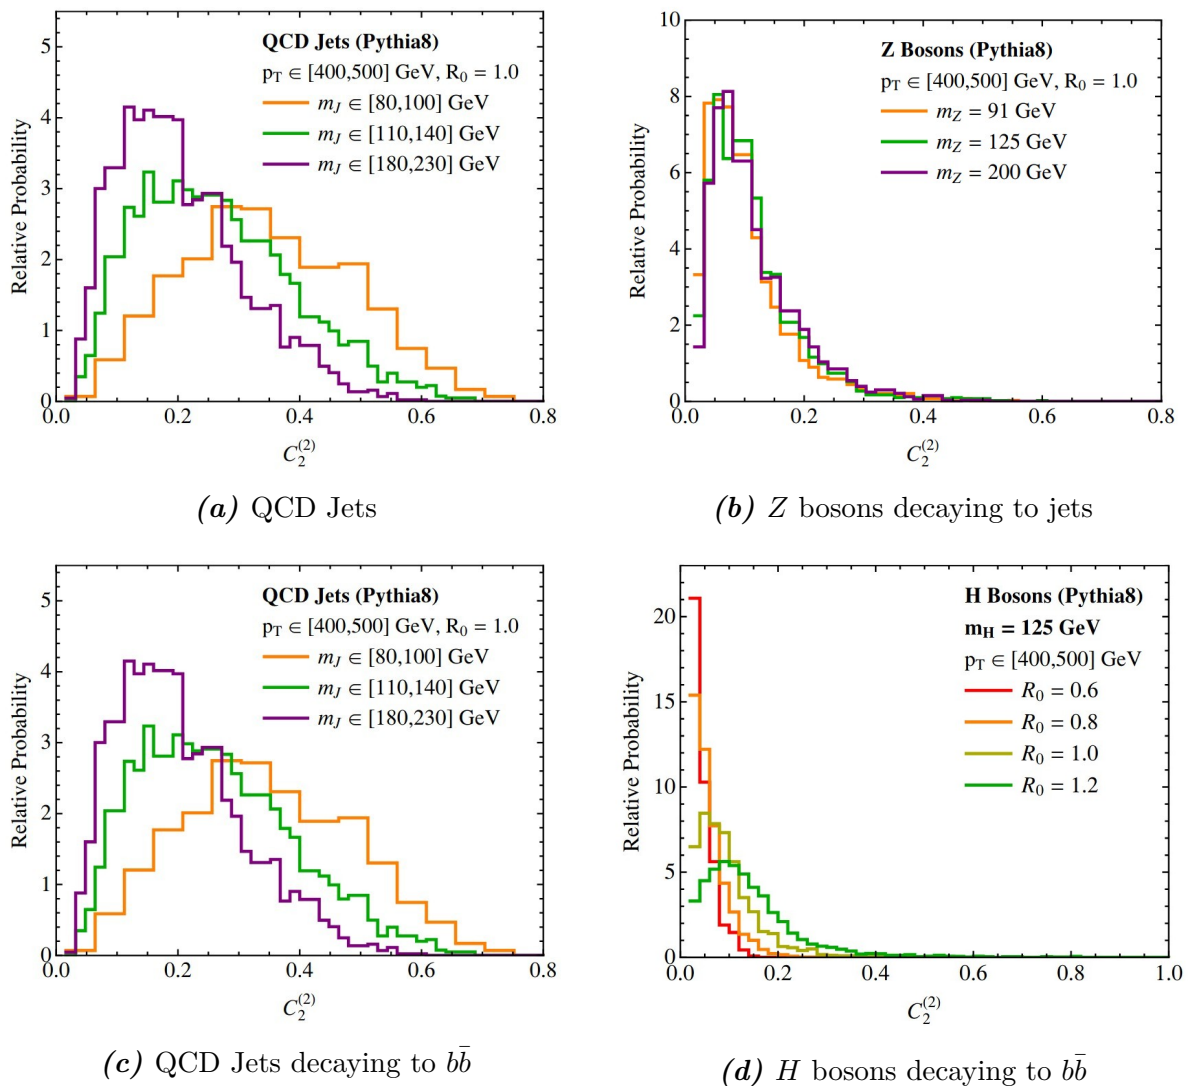 QCD Jets (Pythia8)
p_T ∈ [400,500] GeV, R_0 = 1.0
m_J ∈ [80,100] GeV
m_J ∈ [110,140] GeV
m_J ∈ [180,230] GeV
Relative Probability
5
4
3
2
1
0
0.0 0.2 0.4 0.6 0.8
C_2^{(2)}
(a) QCD Jets
Z Bosons (Pythia8)
p_T ∈ [400,500] GeV, R_0 = 1.0
m_Z = 91 GeV
m_Z = 125 GeV
m_Z = 200 GeV
Relative Probability
10
8
6
4
2
0
0.0 0.2 0.4 0.6 0.8
C_2^{(2)}
(b) Z bosons decaying to jets
QCD Jets (Pythia8)
p_T ∈ [400,500] GeV, R_0 = 1.0
m_J ∈ [80,100] GeV
m_J ∈ [110,140] GeV
m_J ∈ [180,230] GeV
Relative Probability
5
4
3
2
1
0
0.0 0.2 0.4 0.6 0.8
C_2^{(2)}
(c) QCD Jets decaying to b\bar{b}
H Bosons (Pythia8)
m_H = 125 GeV
p_T ∈ [400,500] GeV
R_0 = 0.6
R_0 = 0.8
R_0 = 1.0
R_0 = 1.2
Relative Probability
20
15
10
5
0
0.0 0.2 0.4 0.6 0.8 1.0
C_2^{(2)}
(d) H bosons decaying to b\bar{b}